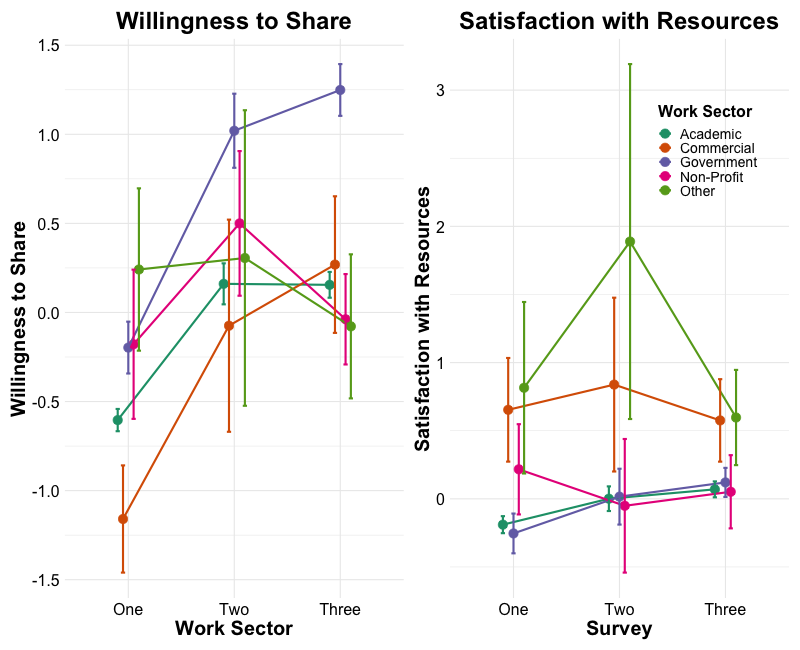 Willingness to Share
Willingness to Share
1.5
1.0
0.5
0.0
-0.5
-1.0
-1.5
One Two Three
Work Sector
Satisfaction with Resources
Satisfaction with Resources
3
2
1
0
Work Sector
Academic
Commercial
Government
Non-Profit
Other
One Two Three
Survey